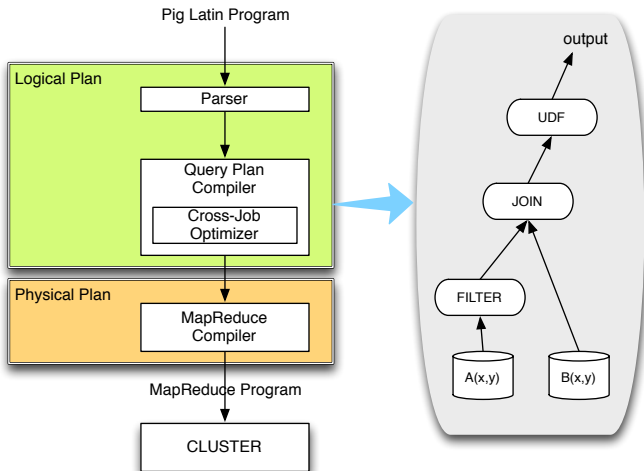 Pig Latin Program
Logical Plan
Parser
Query Plan
Compiler
Cross-Job
Optimizer
Physical Plan
MapReduce
Compiler
MapReduce Program
CLUSTER
output
UDF
JOIN
FILTER
A(x,y)
B(x,y)